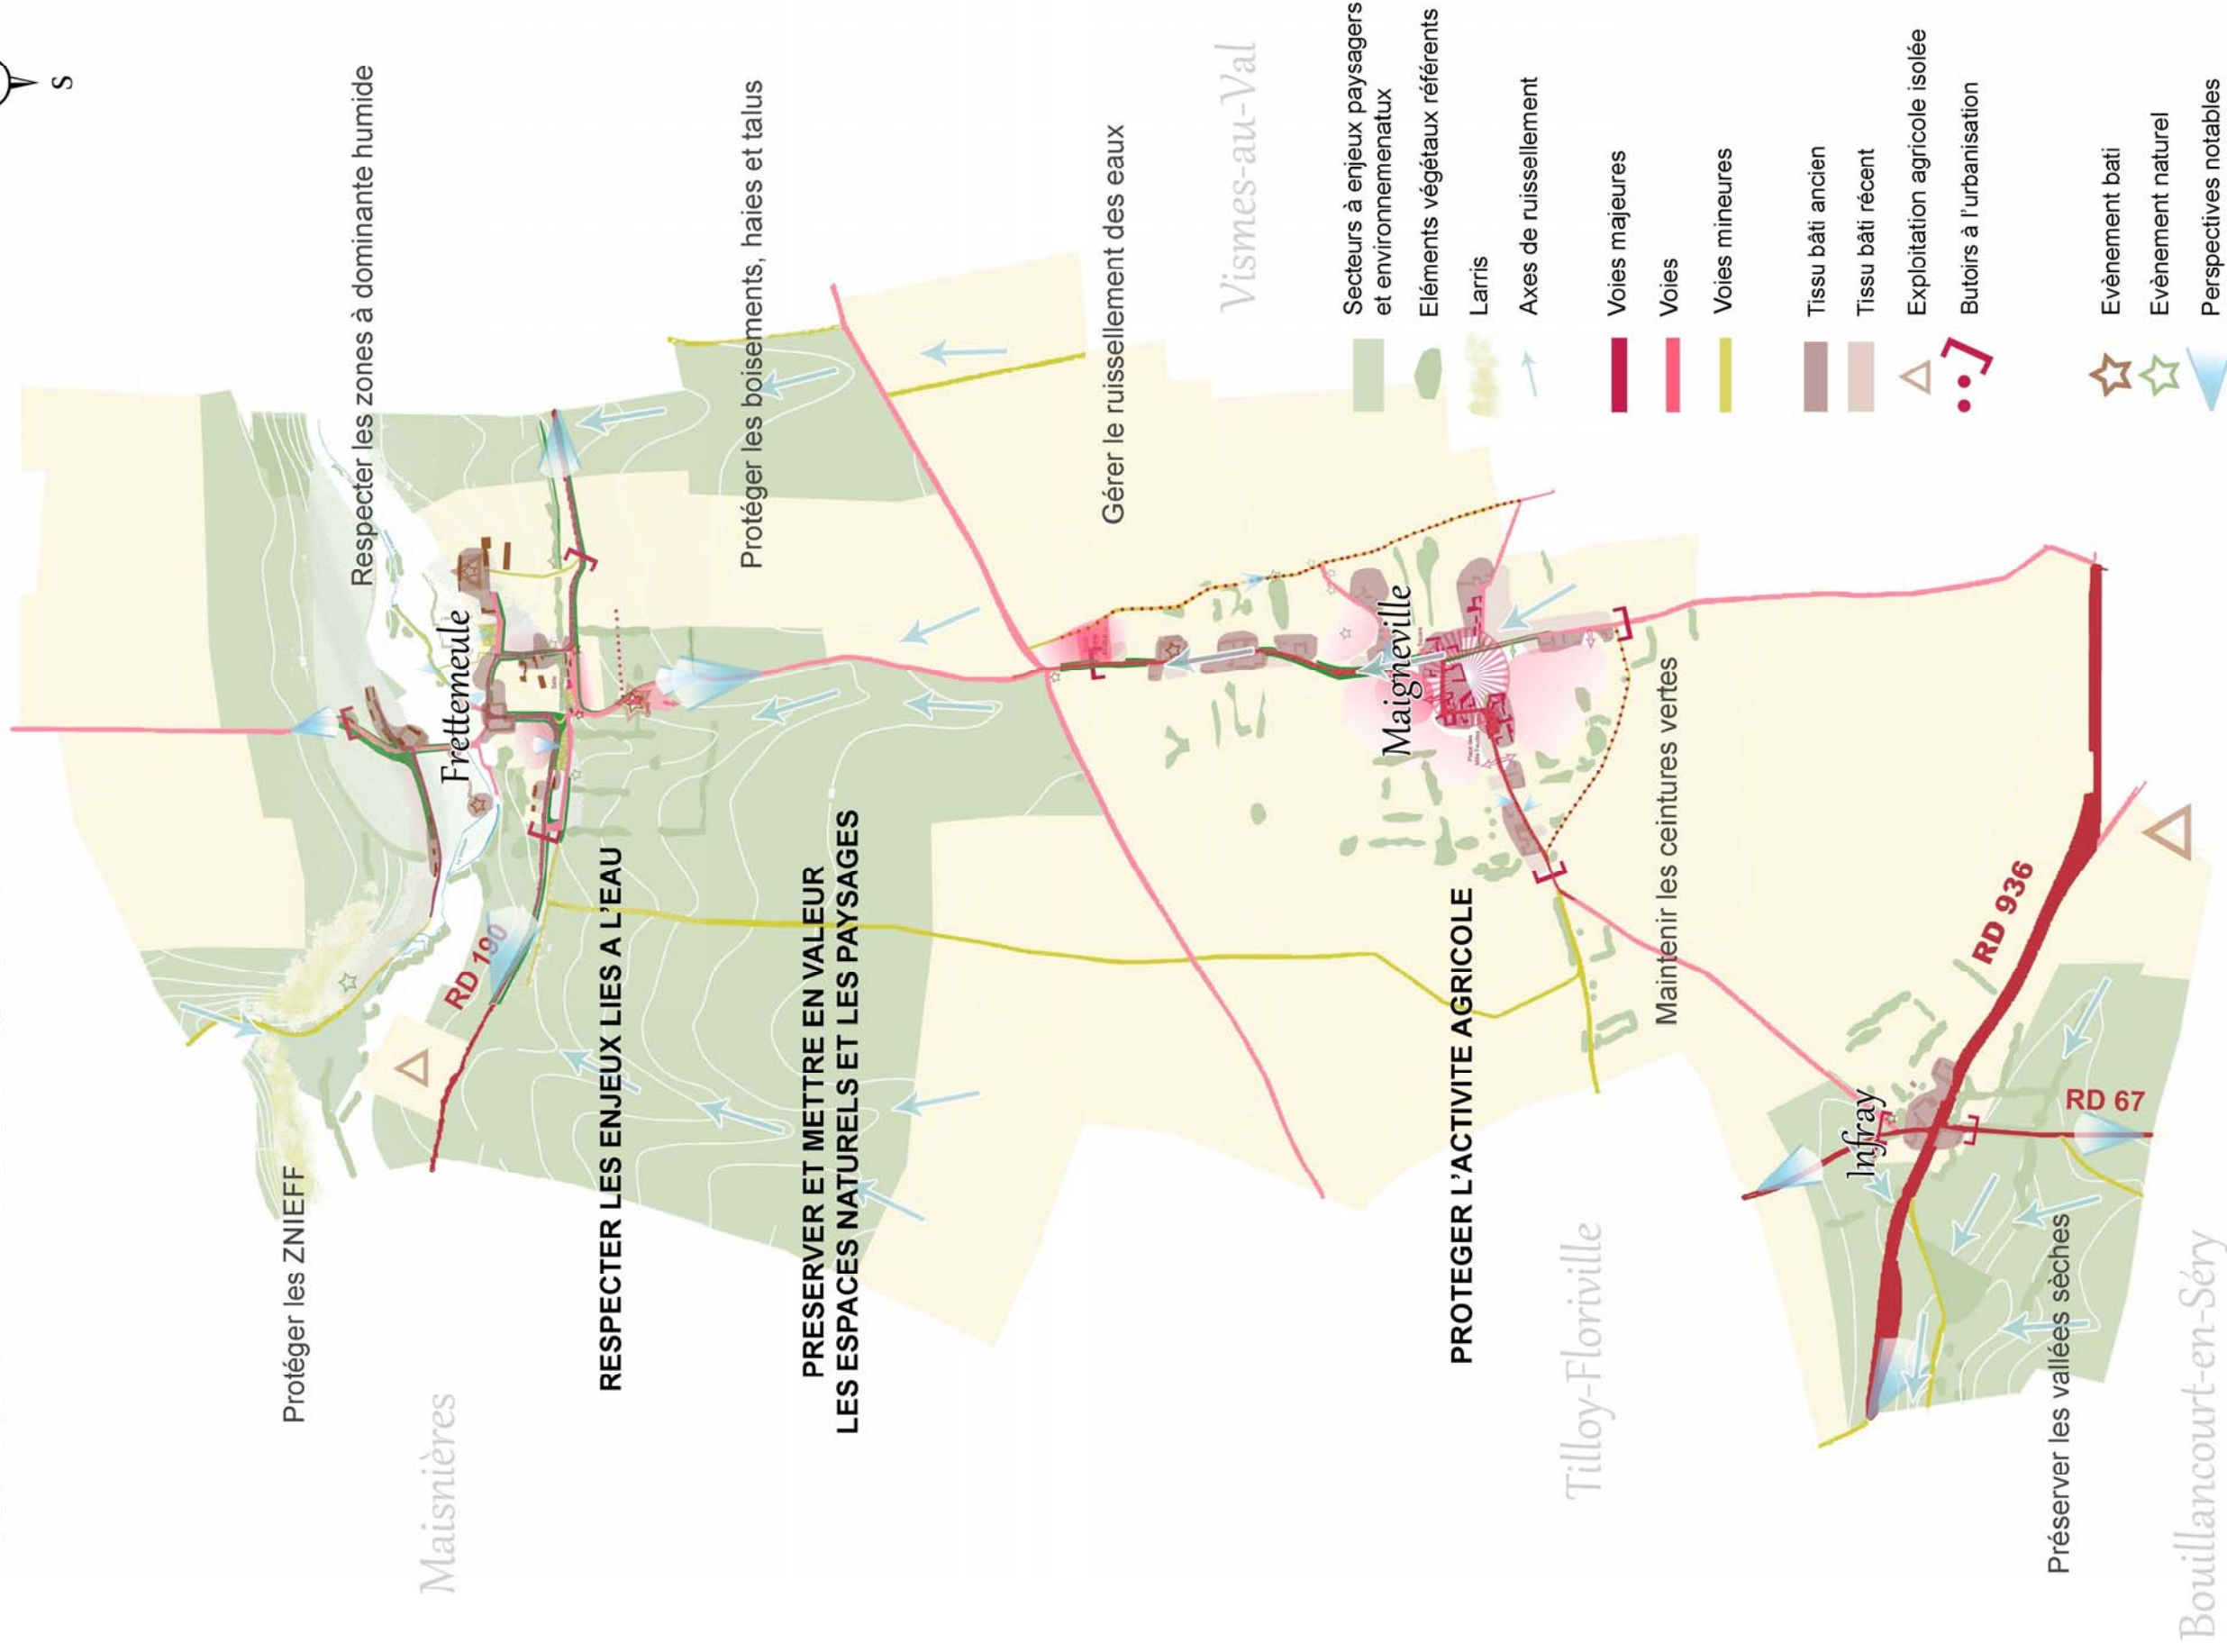 S
Respecter les zones à dominante humide
Protéger les boisements, haies et talus
Gérer le ruissellement des eaux
Vismes-au-Val
Frettemeule
Maigneville
Infray
Maintenir les ceintures vertes
RD 190
RD 936
RD 67
Protéger les ZNIEFF
Maisnières
RESPECTER LES ENJEUX LIES A L'EAU
PRESERVER ET METTRE EN VALEUR
LES ESPACES NATURELS ET LES PAYSAGES
PROTEGER L'ACTIVITE AGRICOLE
Tilloy-Floriville
Préserver les vallées sèches
Bouillancourt-en-Séry
Secteurs à enjeux paysagers
et environnemenatux
Eléments végétaux référents
Larris
Axes de ruissellement
Voies majeures
Voies
Voies mineures
Tissu bâti ancien
Tissu bâti récent
Exploitation agricole isolée
Butoirs à l'urbanisation
Evènement bati
Evènement naturel
Perspectives notables